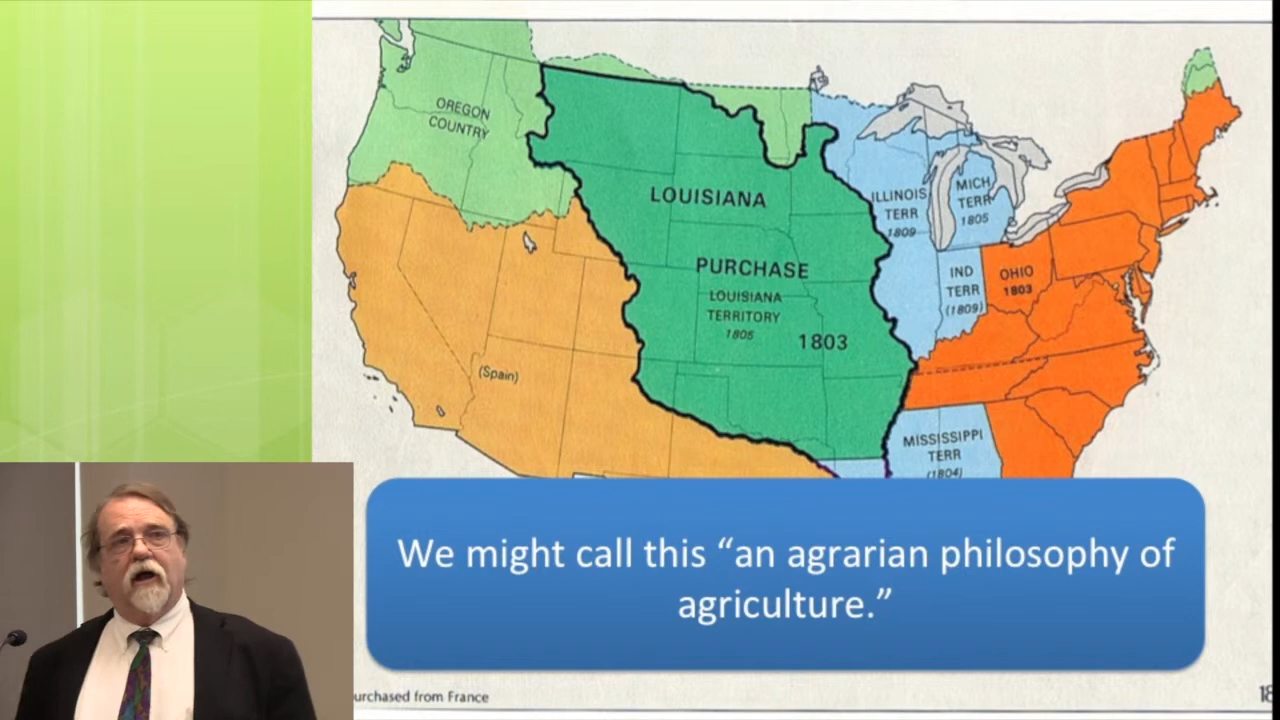 OREGON
COUNTRY
LOUISIANA
PURCHASE
LOUISIANA
TERRITORY
1805
1803
ILLINOIS
TERR
1809
MICH
TERR
1805
IND
TERR
(1809)
OHIO
1803
(Spain)
MISSISSIPPI
TERR
(1804)
We might call this “an agrarian philosophy of
agriculture.”
urchased from France
18